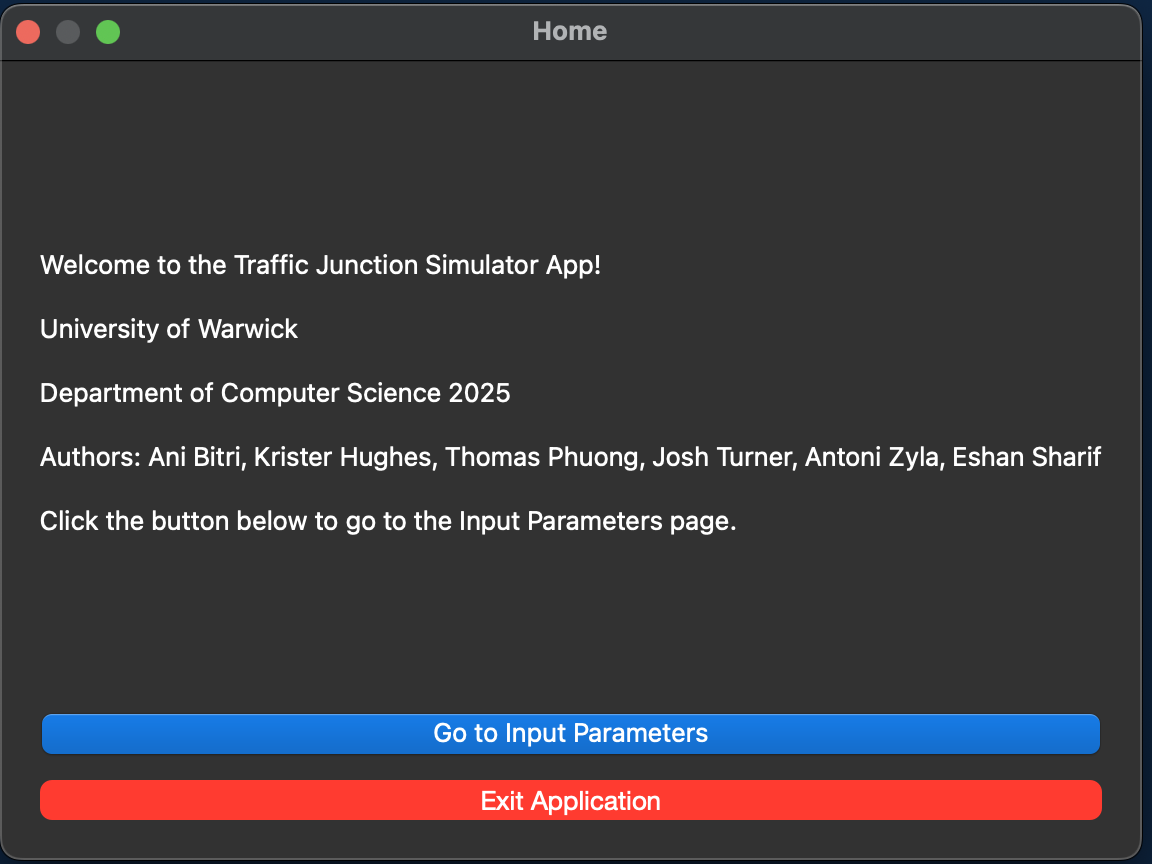 Home
Welcome to the Traffic Junction Simulator App!
University of Warwick
Department of Computer Science 2025
Authors: Ani Bitri, Krister Hughes, Thomas Phuong, Josh Turner, Antoni Zyla, Eshan Sharif
Click the button below to go to the Input Parameters page.
Go to Input Parameters
Exit Application